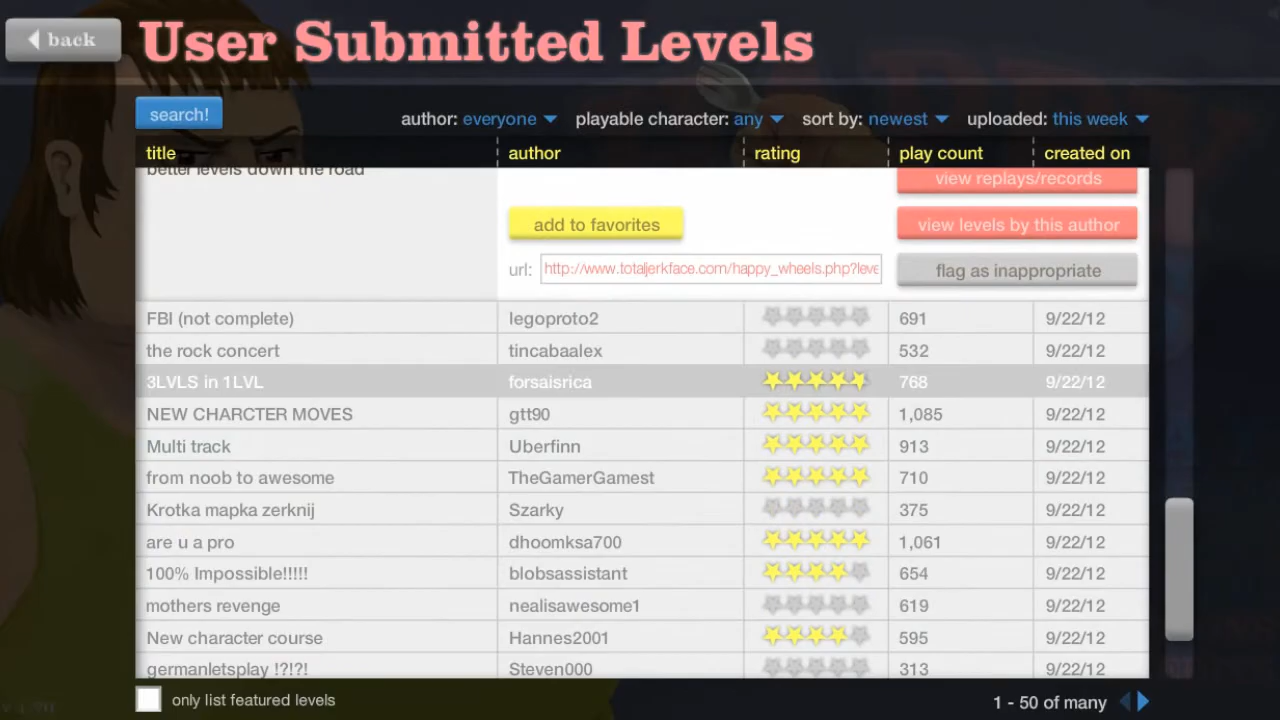 back
User Submitted Levels
search!
author: everyone playable character: any sort by: newest uploaded: this week
title author rating play count created on
better levels down the road
view replays/records
add to favorites
view levels by this author
url: http://www.totaljerkface.com/happy_wheels.php?leve
flag as inappropriate
FBI (not complete) legoproto2 691 9/22/12
the rock concert tincabaalex 532 9/22/12
3LVLS in 1LVL forsaisrica 768 9/22/12
NEW CHARCTER MOVES gtt90 1,085 9/22/12
Multi track Uberfinn 913 9/22/12
from noob to awesome TheGamerGamest 710 9/22/12
Krotka mapka zerknij Szarky 375 9/22/12
are u a pro dhoomksa700 1,061 9/22/12
100% Impossible!!!!! blobsassistant 654 9/22/12
mothers revenge nealisawesome1 619 9/22/12
New character course Hannes2001 595 9/22/12
germanletsplay !?!?! Steven000 313 9/22/12
only list featured levels
1 - 50 of many